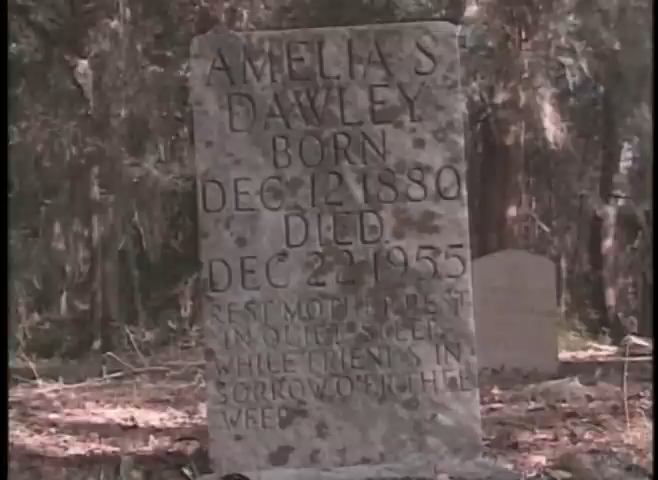 AMELIA S
DAWLEY
BORN
DEC 12 1880
DIED
DEC 22 1955
REST MOTHER REST
IN QUIET SLEEP
WHILE FRIENDS IN
SORROW O'ER THEE
WEEP